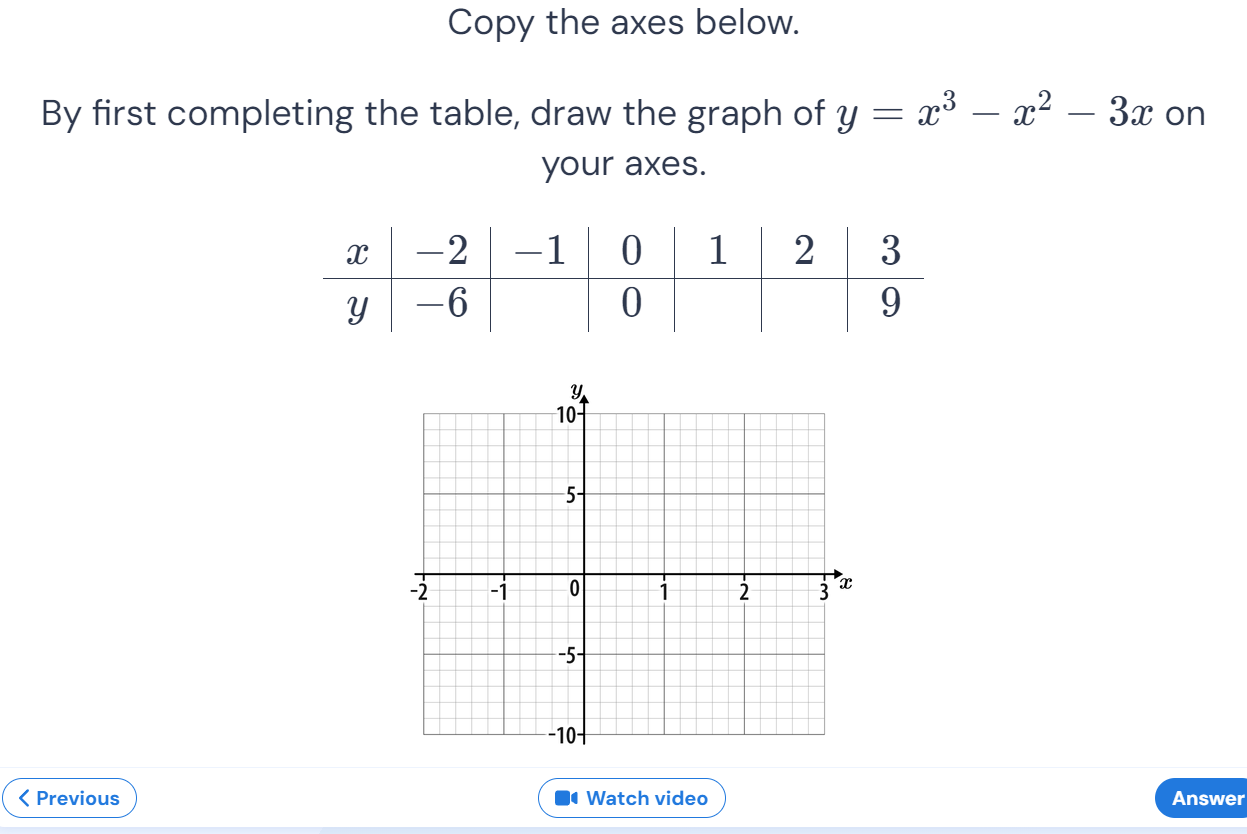 Copy the axes below.
By first completing the table, draw the graph of y = x³ − x² − 3x on
your axes.
x −2 −1 0 1 2 3
y −6 0 9
y
10
5
-2 -1 0 1 2 3 x
-5
-10
Previous Watch video Answer